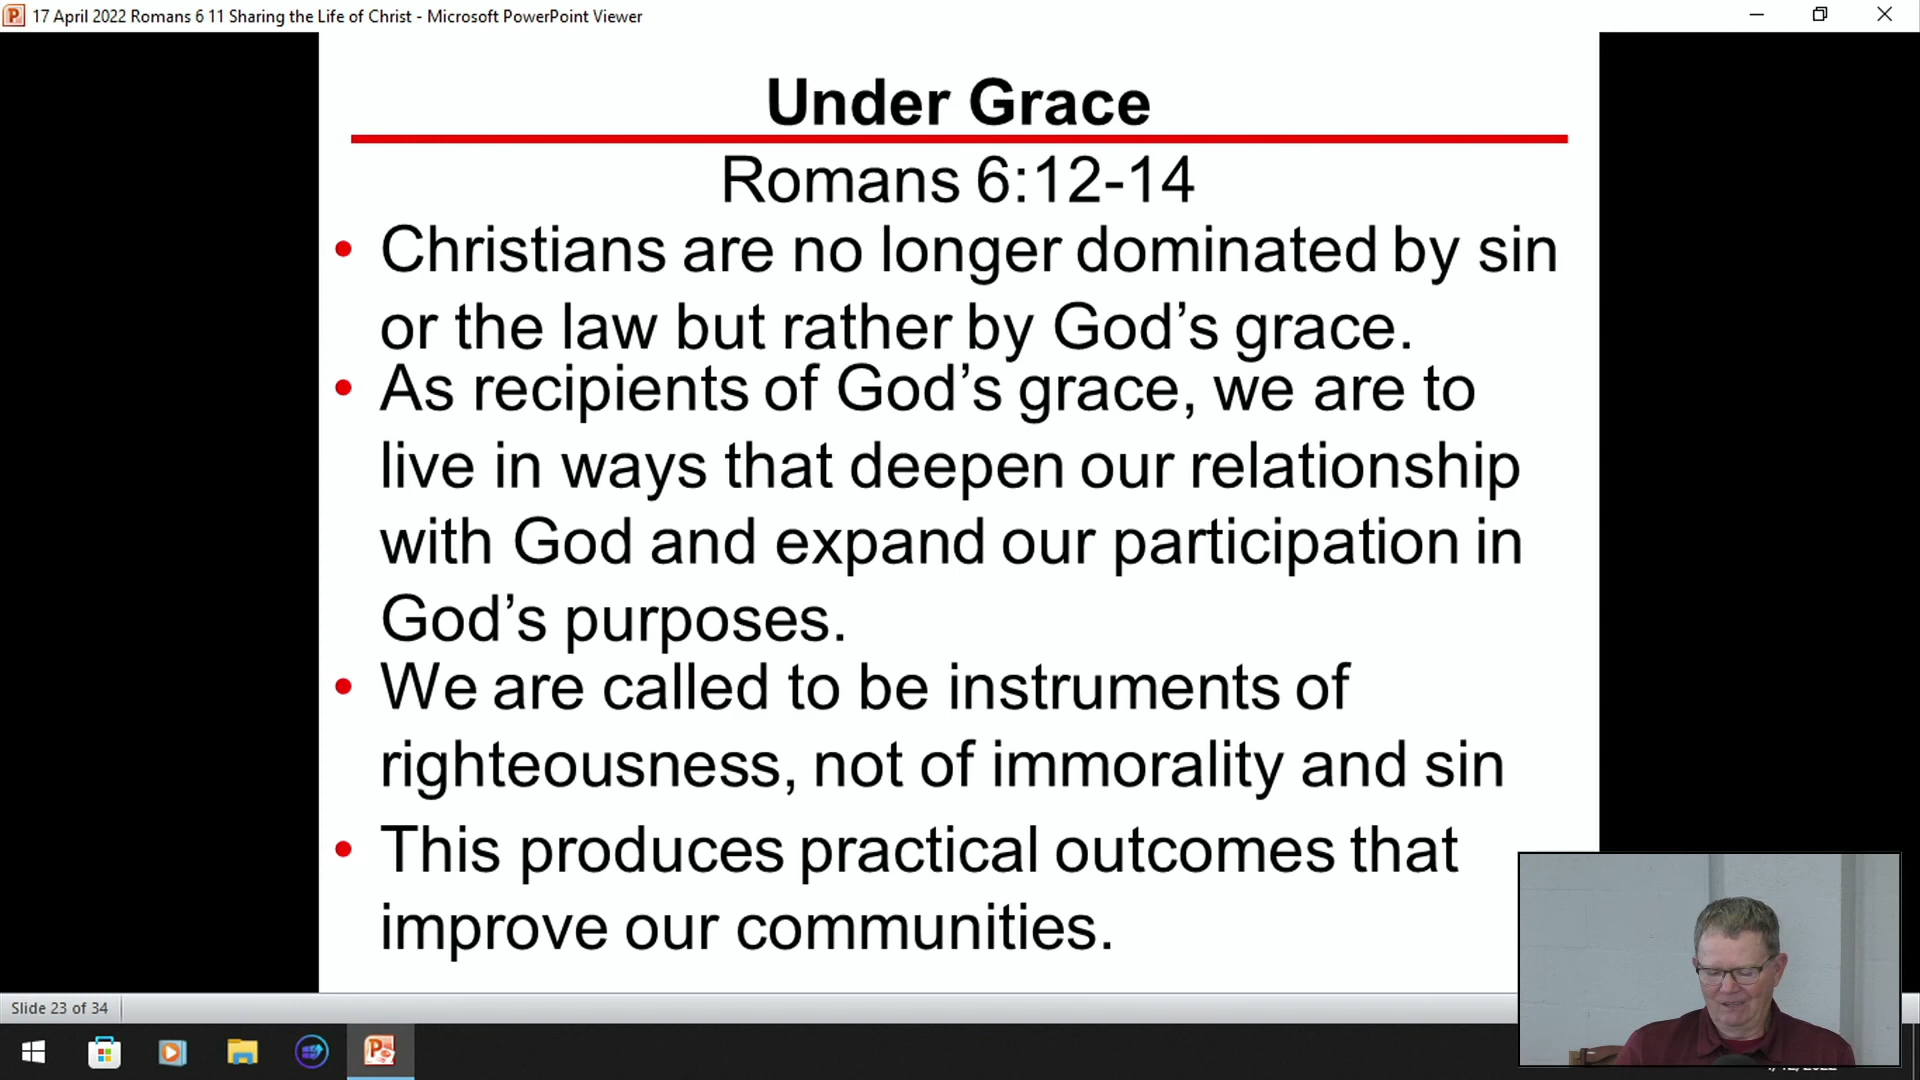 17 April 2022 Romans 6 11 Sharing the Life of Christ - Microsoft PowerPoint Viewer
Under Grace
Romans 6:12-14
• Christians are no longer dominated by sin
or the law but rather by God’s grace.
• As recipients of God’s grace, we are to
live in ways that deepen our relationship
with God and expand our participation in
God’s purposes.
• We are called to be instruments of
righteousness, not of immorality and sin
• This produces practical outcomes that
improve our communities.
Slide 23 of 34